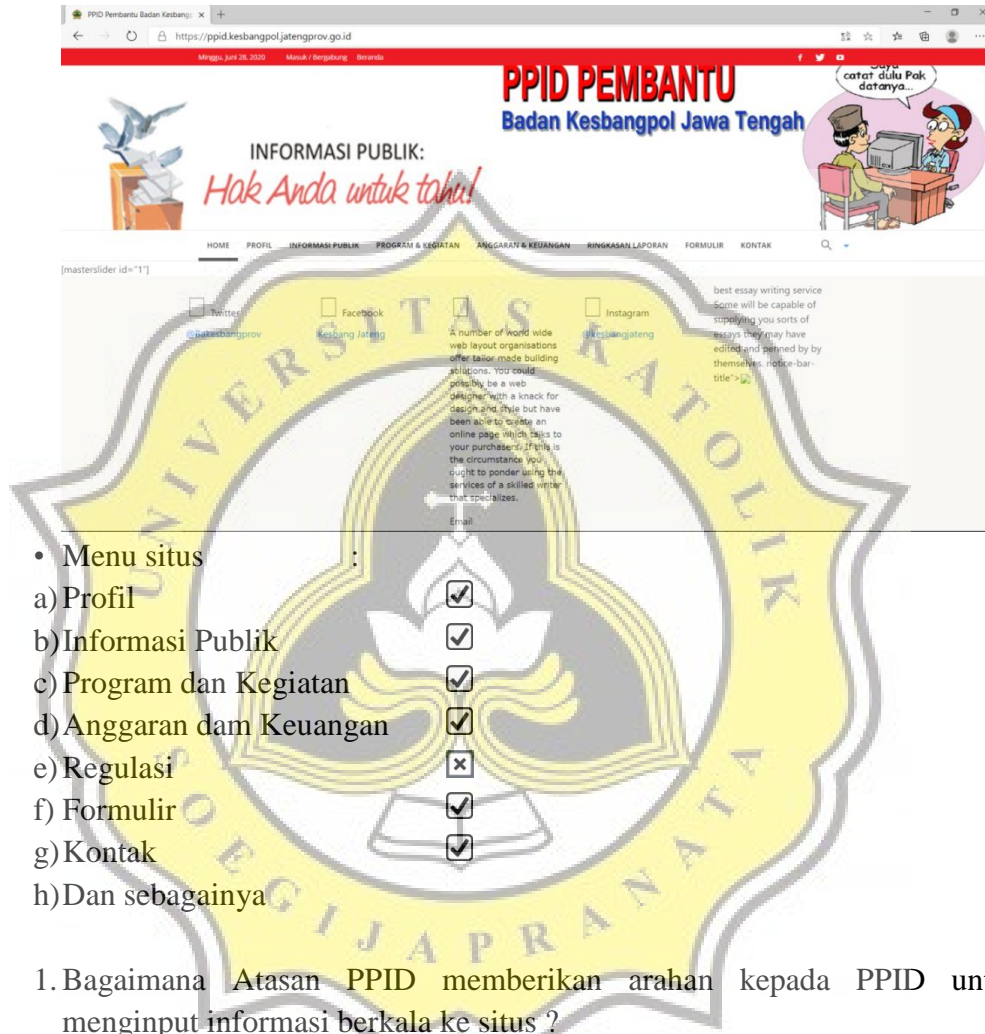 PPID Pembantu Badan Kesbangp
https://ppid.kesbangpol.jatengprov.go.id
Minggu, Juni 28, 2020 Masuk / Bergabung Beranda
PPID PEMBANTU
Badan Kesbangpol Jawa Tengah
Saya
catat dulu Pak
datanya...
INFORMASI PUBLIK:
Hak Anda untuk tahu!
HOME PROFIL INFORMASI PUBLIK PROGRAM & KEGIATAN ANGGARAN & KEUANGAN RINGKASAN LAPORAN FORMULIR KONTAK
[masterslider id="1"]
Twitter
@Bakesbangprov
Facebook
Kesbang Jateng
A number of world wide
web layout organisations
offer tailor made building
solutions. You could
possibly be a web
designer with a knack for
design and style but have
been able to create an
online page which talks to
your purchasers. If this is
the circumstance you
ought to ponder using the
services of a skilled writer
that specializes.
Email
Instagram
@kesbangjateng
best essay writing service
Some will be capable of
supplying you sorts of
essays they may have
edited and penned by by
themselves. notice-bar-
title">
UNIVERSITAS KATOLIK
SOEGIJAPRANATA
• Menu situs :
a) Profil
b) Informasi Publik
c) Program dan Kegiatan
d) Anggaran dam Keuangan
e) Regulasi
f) Formulir
g) Kontak
h) Dan sebagainya
1. Bagaimana Atasan PPID memberikan arahan kepada PPID un
menginput informasi berkala ke situs ?